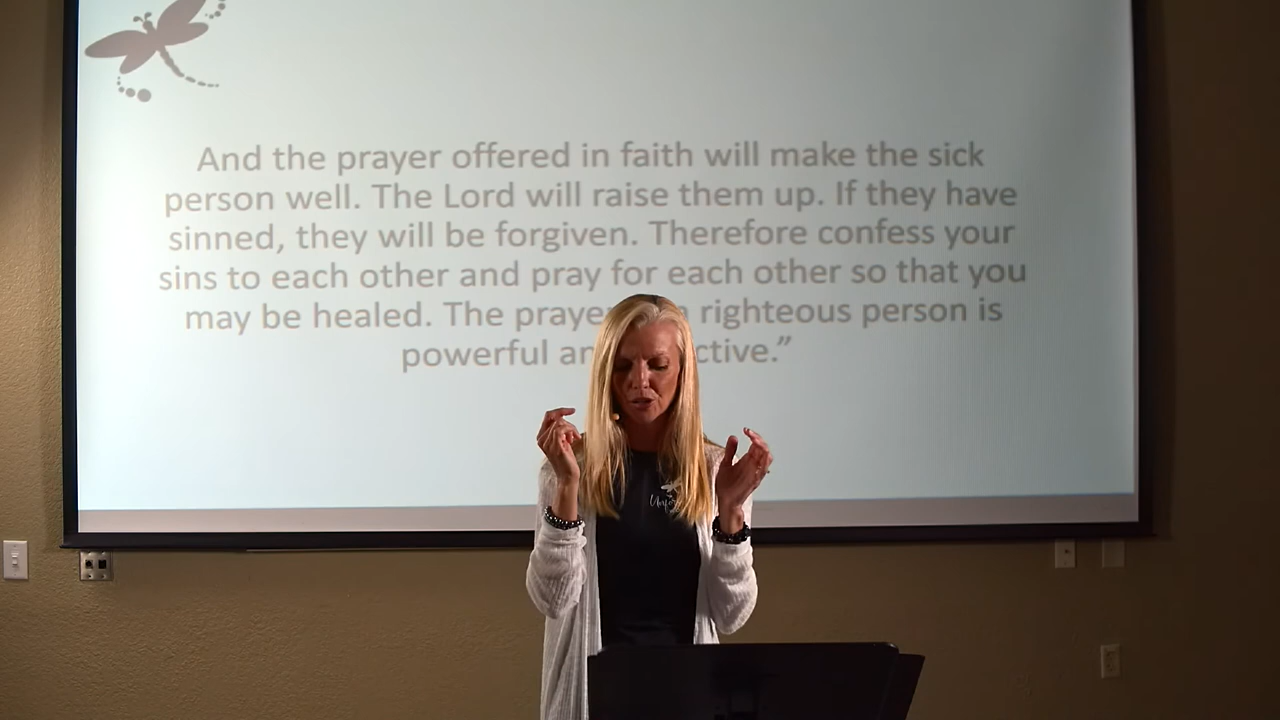 And the prayer offered in faith will make the sick
person well. The Lord will raise them up. If they have
sinned, they will be forgiven. Therefore confess your
sins to each other and pray for each other so that you
may be healed. The praye righteous person is
powerful an ctive.”